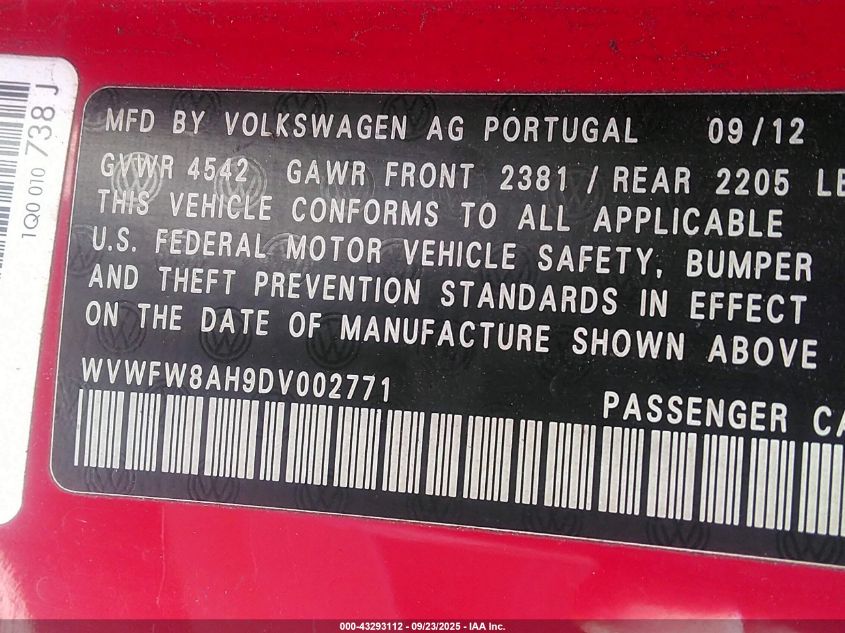 MFD BY VOLKSWAGEN AG PORTUGAL 09/12
GVWR 4542 GAWR FRONT 2381 / REAR 2205 LB
THIS VEHICLE CONFORMS TO ALL APPLICABLE
U.S. FEDERAL MOTOR VEHICLE SAFETY, BUMPER
AND THEFT PREVENTION STANDARDS IN EFFECT
ON THE DATE OF MANUFACTURE SHOWN ABOVE
WVWFW8AH9DV002771
PASSENGER CA
1Q0 010 738 J
000-43293112 - 09/23/2025 - IAA Inc.